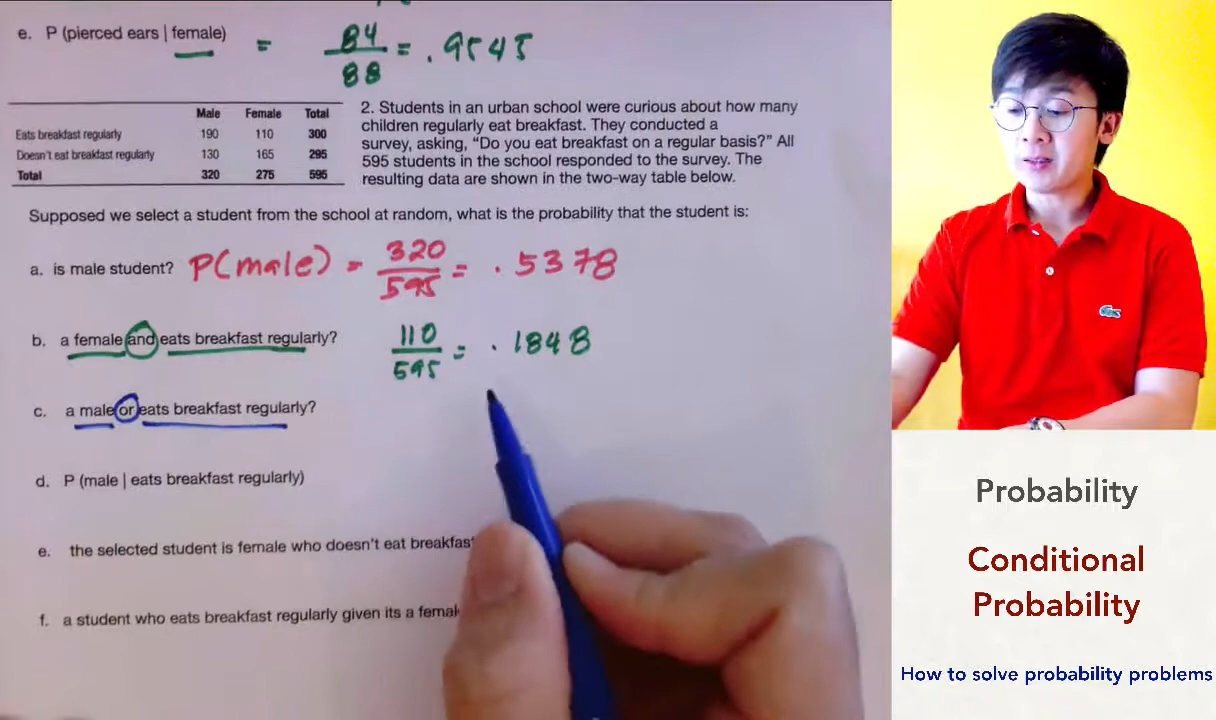 e. P (pierced ears | female) = 84/88 = .9545
Male Female Total
Eats breakfast regularly 190 110 300
Doesn't eat breakfast regularly 130 165 295
Total 320 275 595
2. Students in an urban school were curious about how many
children regularly eat breakfast. They conducted a
survey, asking, “Do you eat breakfast on a regular basis?” All
595 students in the school responded to the survey. The
resulting data are shown in the two-way table below.
Supposed we select a student from the school at random, what is the probability that the student is:
a. is male student? P(male) = 320/595 = .5378
b. a female and eats breakfast regularly? 110/595 = .1848
c. a male or eats breakfast regularly?
d. P (male | eats breakfast regularly)
e. the selected student is female who doesn't eat breakfas
f. a student who eats breakfast regularly given its a femal
Probability
Conditional
Probability
How to solve probability problems